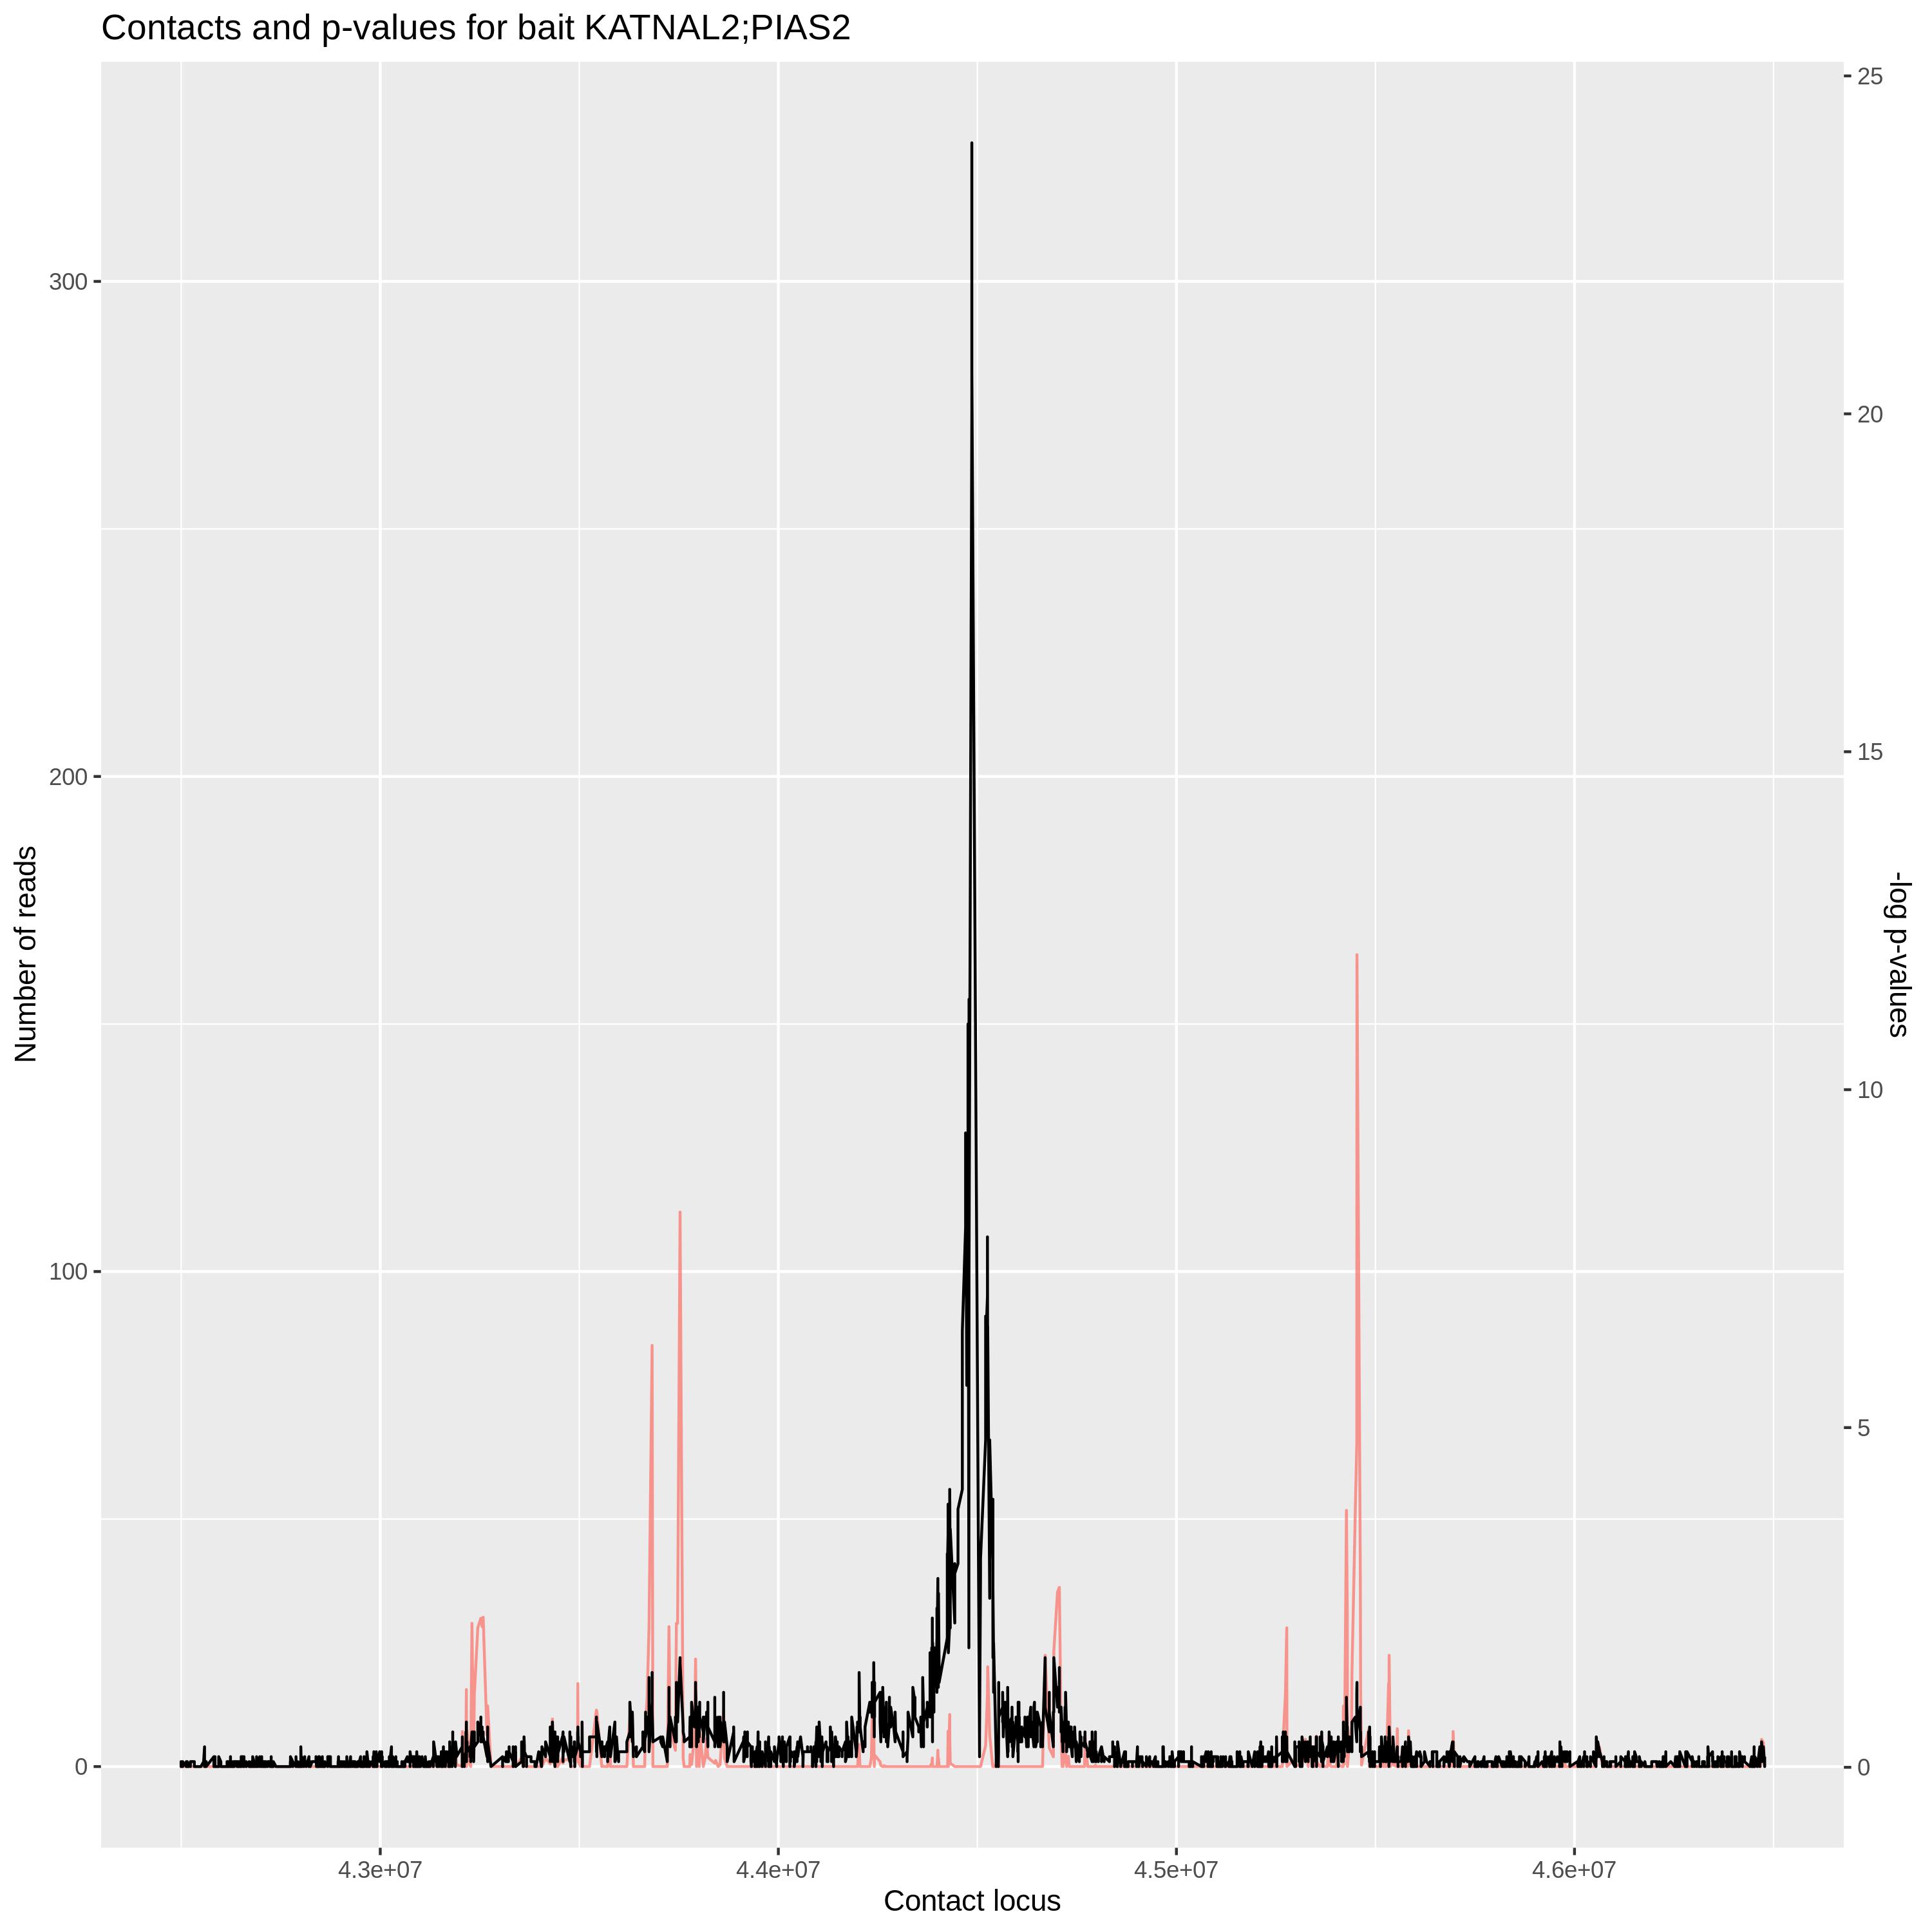 Contacts and p-values for bait KATNAL2;PIAS2
Number of reads
300
200
100
0
25
20
15
10
5
0
-log p-values
4.3e+07
4.4e+07
4.5e+07
4.6e+07
Contact locus